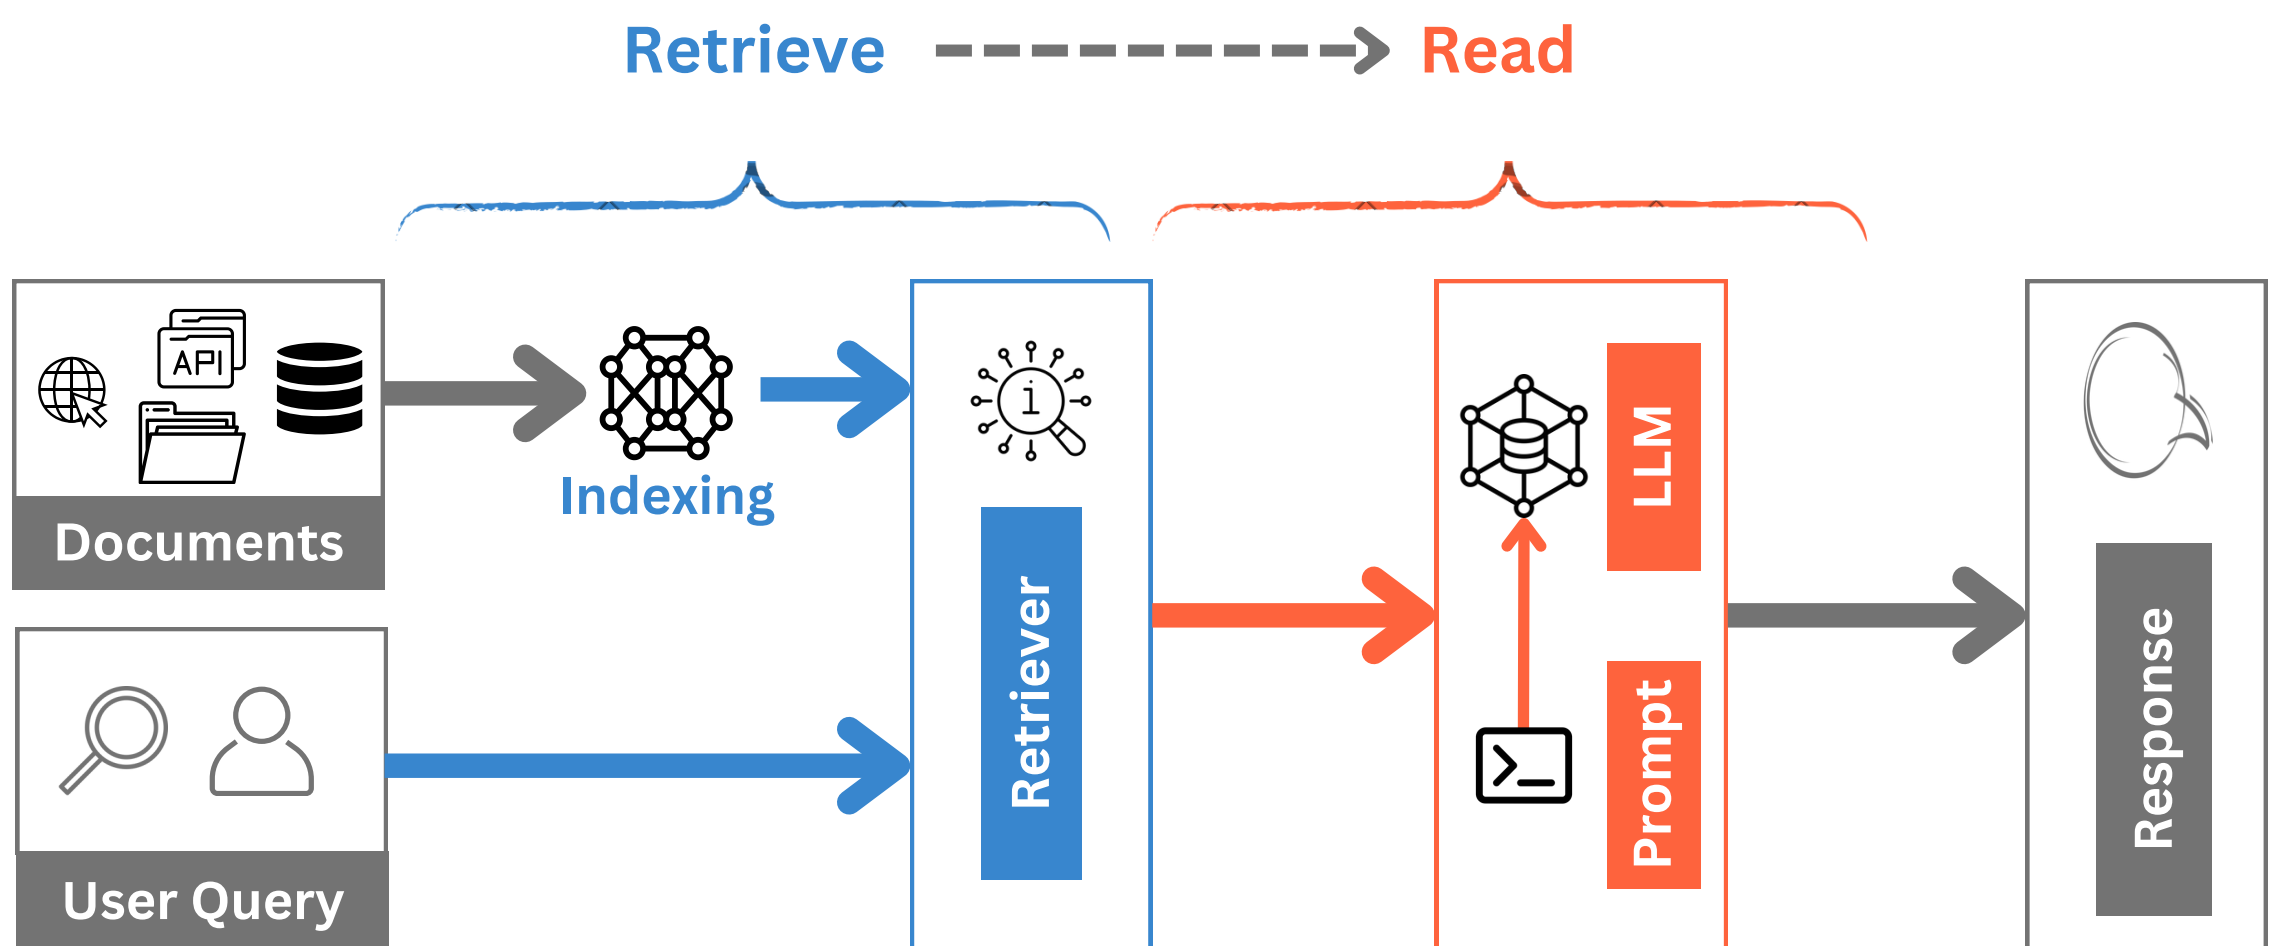 Retrieve
Read
API
Documents
Indexing
i
Retriever
LLM
Prompt
>_
Response
User Query